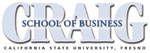 CRAIG
SCHOOL OF BUSINESS
CALIFORNIA STATE UNIVERSITY, FRESNO